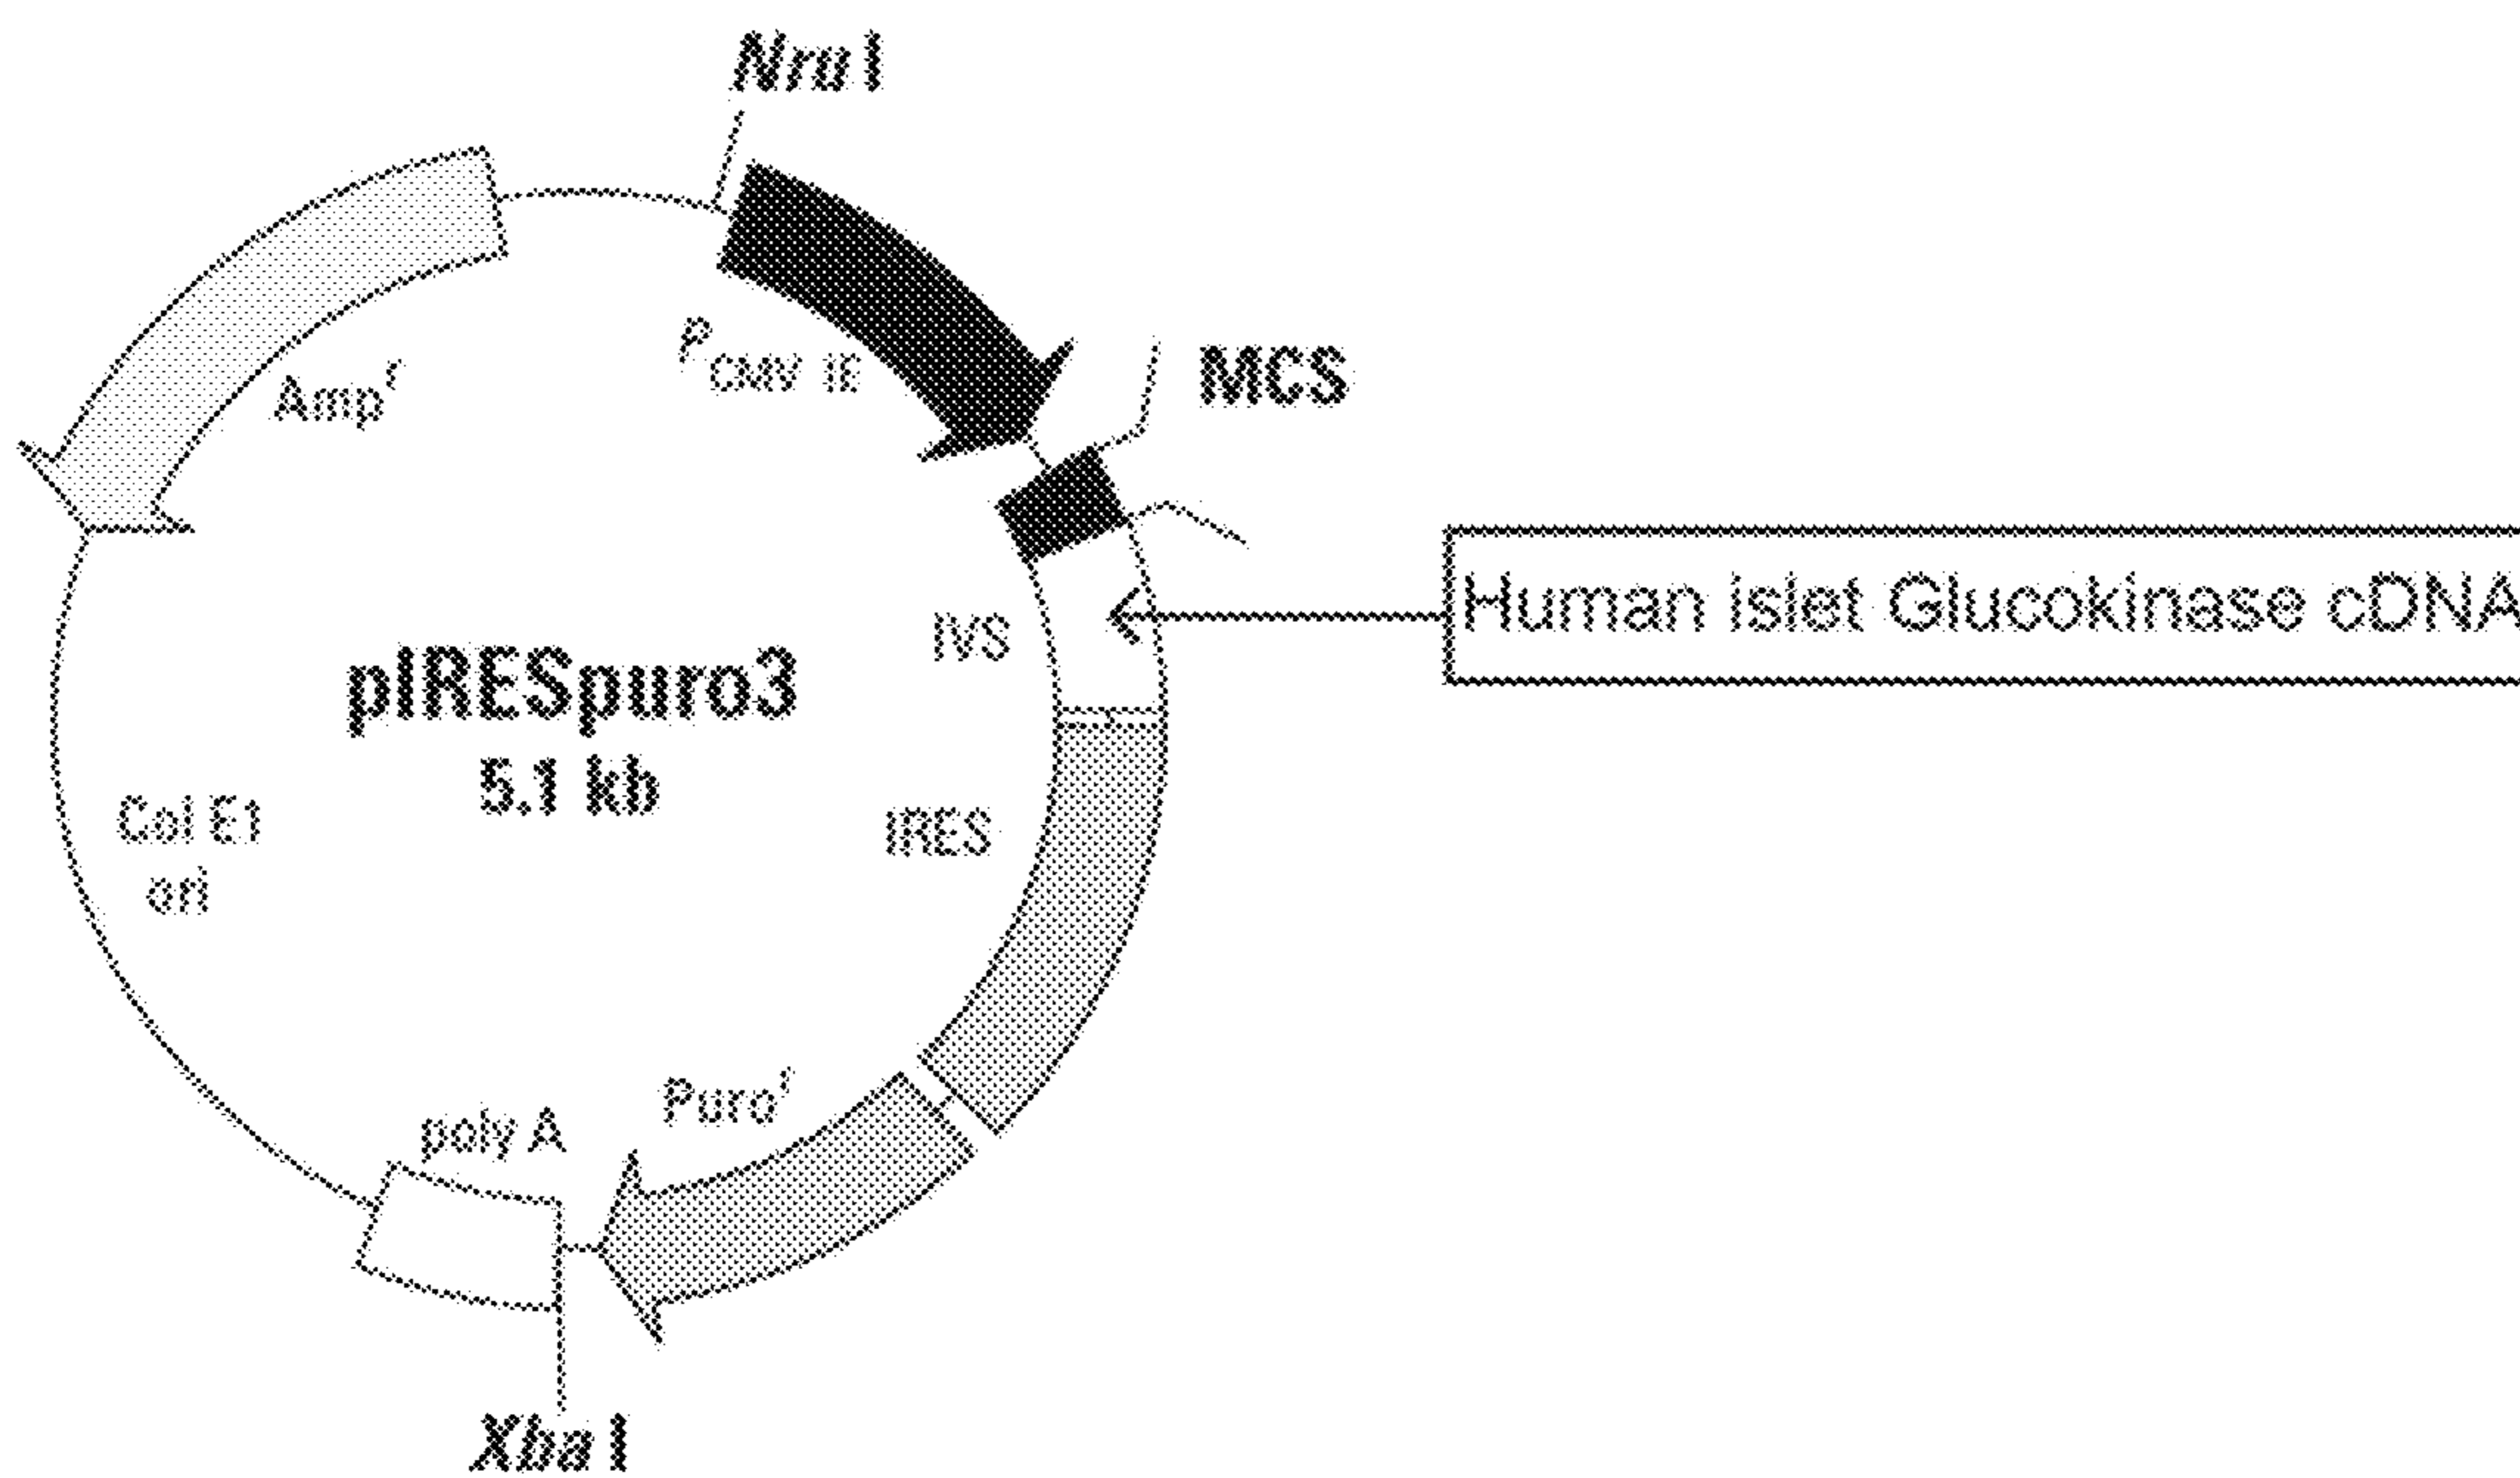 Nru I
MCS
P CMV IE
Amp r
Human islet Glucokinase cDNA
IVS
pIRESpuro3
5.1 kb
IRES
Col E1
ori
Puro r
poly A
Xba I